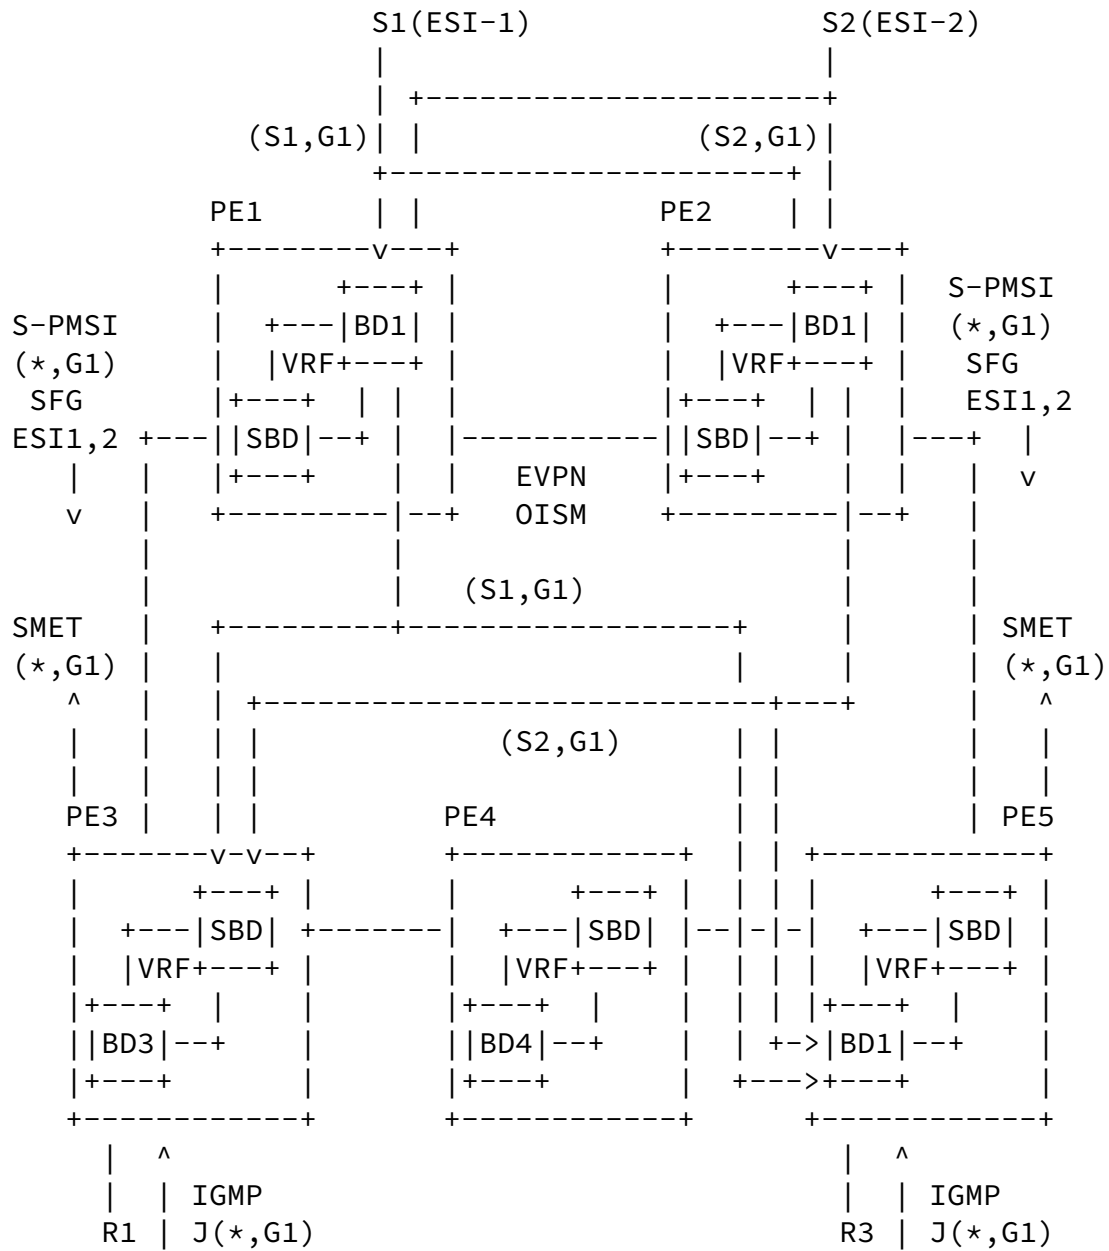 S1(ESI-1) S2(ESI-2)
(S1,G1) (S2,G1)
PE1 PE2
S-PMSI
S-PMSI BD1 BD1 (*,G1)
(*,G1) VRF VRF SFG
SFG ESI1,2
ESI1,2 SBD SBD
EVPN v
v OISM
(S1,G1)
SMET SMET
(*,G1) (*,G1)
^ ^
(S2,G1)
PE3 PE4 PE5
SBD SBD SBD
VRF VRF VRF
BD3 BD4 BD1
^ ^
IGMP IGMP
R1 J(*,G1) R3 J(*,G1)